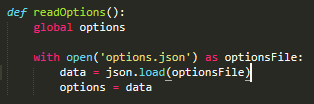 def readOptions():
    global options

    with open('options.json') as optionsFile:
        data = json.load(optionsFile)
        options = data